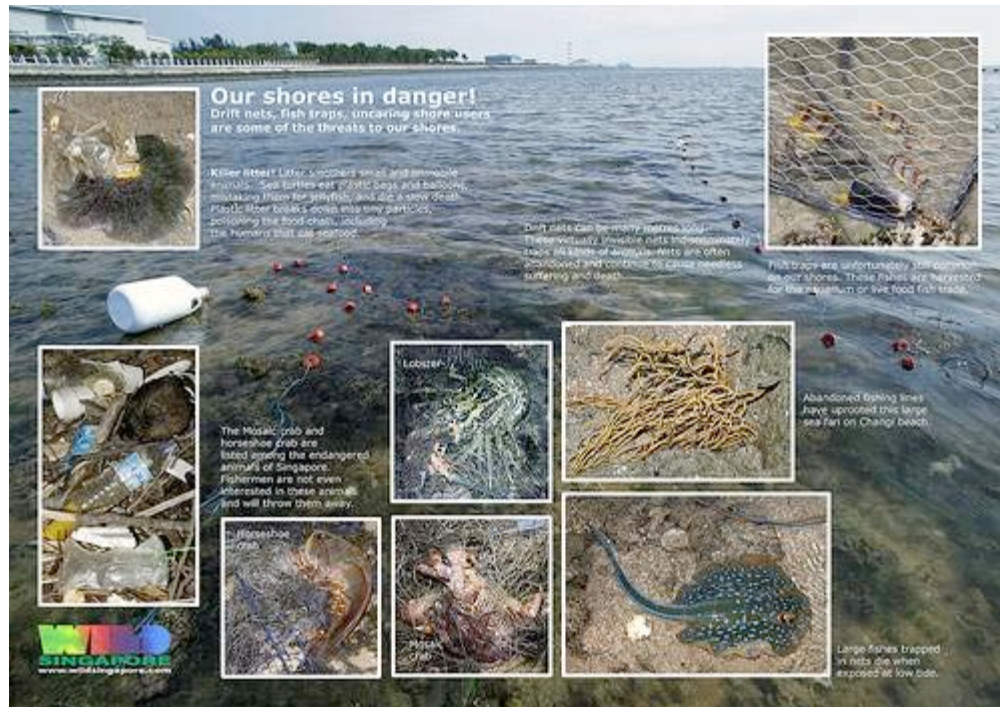 Our shores in danger!
Drift nets, fish traps, uncaring shore users
are some of the threats to our shores.
Killer litter! Litter smothers small and immobile
animals. Sea turtles eat plastic bags and balloons,
mistaking them for jellyfish, and die a slow death.
Plastic litter breaks down into tiny particles,
poisoning the food chain, including
the humans that eat seafood.
Drift nets can be many metres long.
These virtually invisible nets indiscriminately
traps all kinds of animals. Nets are often
abandoned and continue to cause needless
suffering and death.
Fish traps are unfortunately still common
on our shores. These fishes are harvested
for the aquarium or live food fish trade.
Lobster
Abandoned fishing lines
have uprooted this large
sea fan on Changi beach.
The Mosaic crab and
horseshoe crab are
listed among the endangered
animals of Singapore.
Fishermen are not even
interested in these animals
and will throw them away.
Horseshoe
crab
Mosaic
crab
Large fishes trapped
in nets die when
exposed at low tide.
WILD
SINGAPORE
www.wildsingapore.com